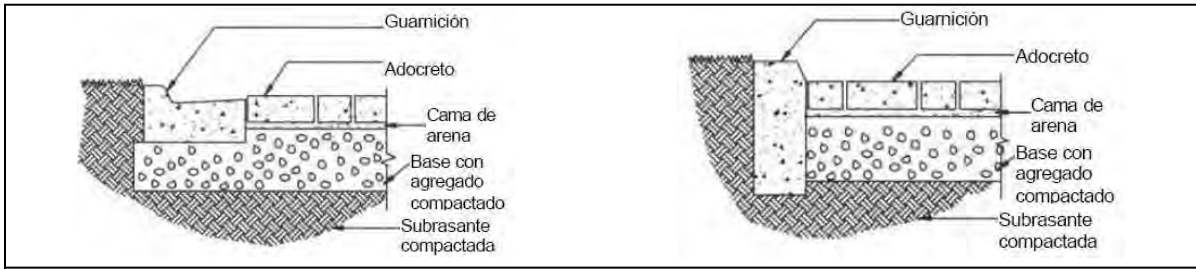 Guarnición
Adocreto
Cama de
arena
Base con
agregado
compactado
Subrasante
compactada
Guarnición
Adocreto
Cama de
arena
Base con
agregado
compactado
Subrasante
compactada